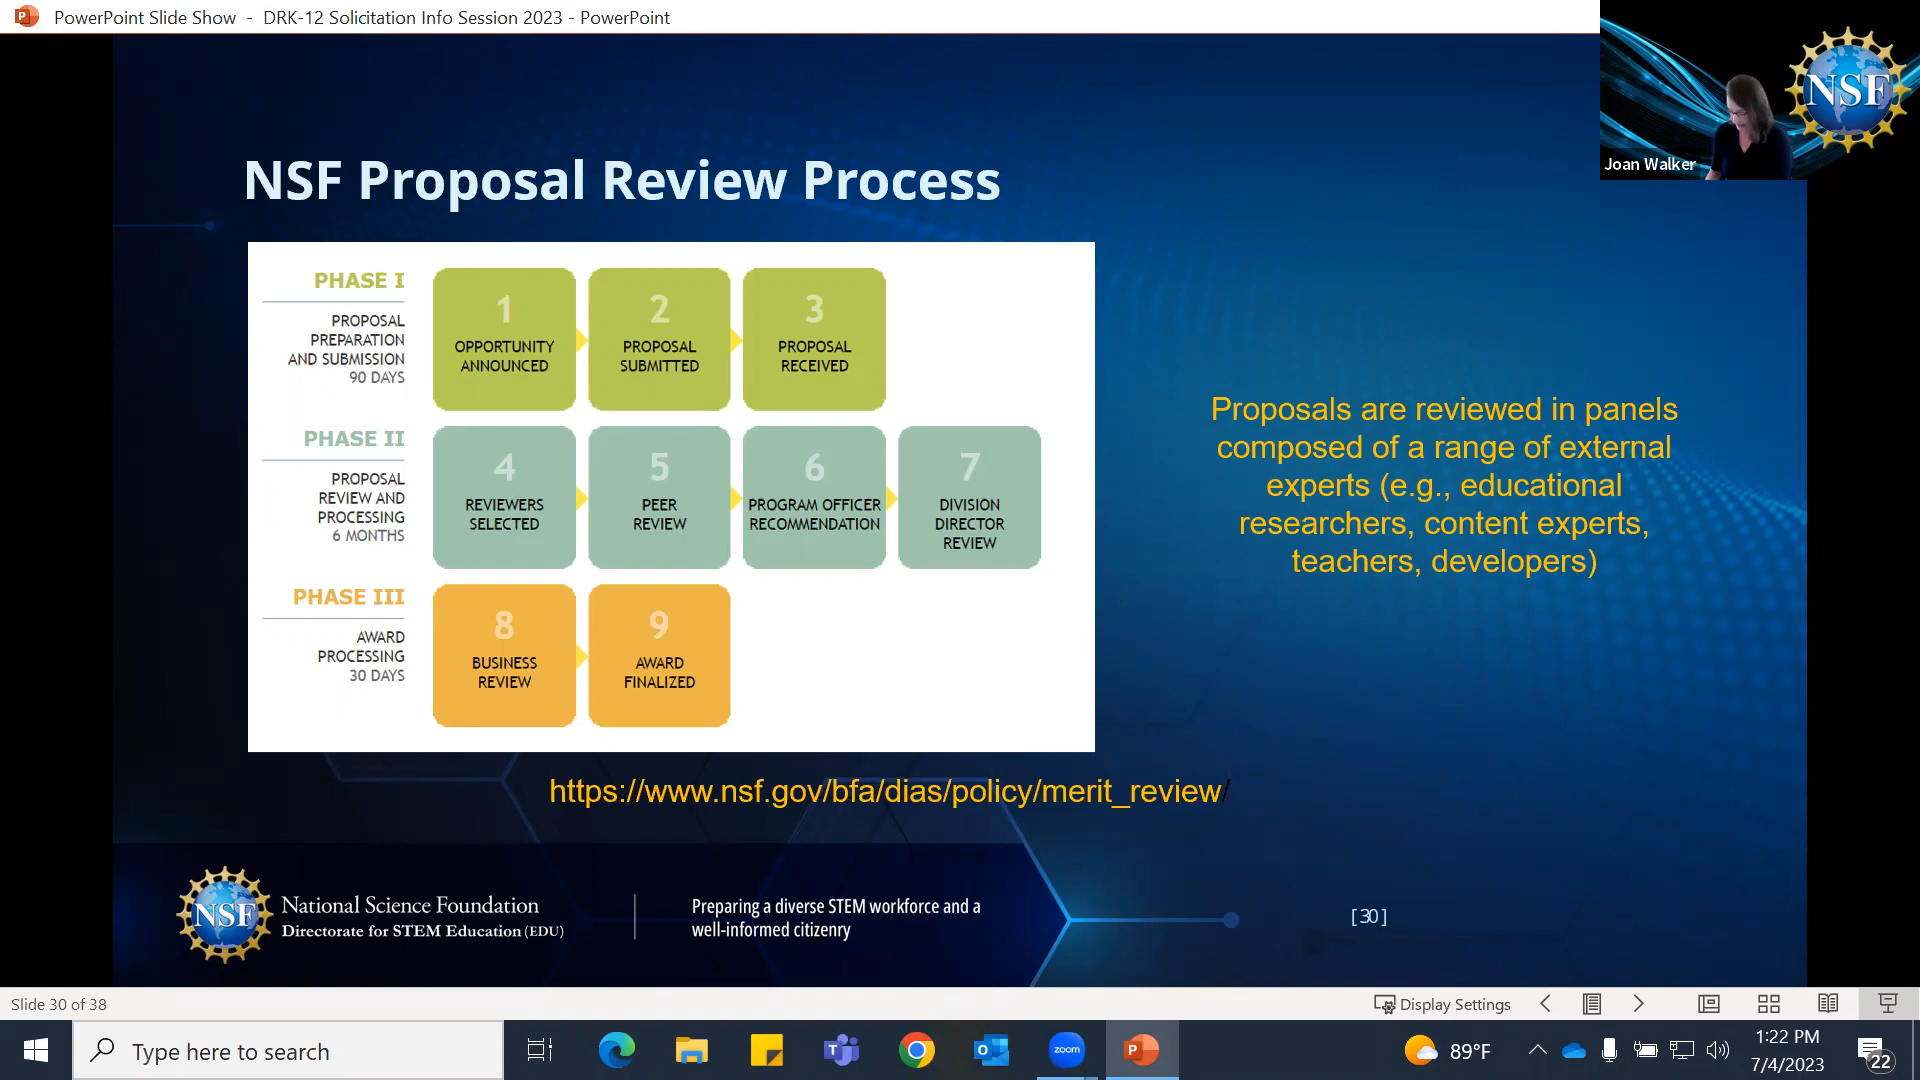 PowerPoint Slide Show - DRK-12 Solicitation Info Session 2023 - PowerPoint
NSF
Joan Walker
NSF Proposal Review Process
PHASE I
PROPOSAL
PREPARATION
AND SUBMISSION
90 DAYS
1
OPPORTUNITY
ANNOUNCED
2
PROPOSAL
SUBMITTED
3
PROPOSAL
RECEIVED
PHASE II
PROPOSAL
REVIEW AND
PROCESSING
6 MONTHS
4
REVIEWERS
SELECTED
5
PEER
REVIEW
6
PROGRAM OFFICER
RECOMMENDATION
7
DIVISION
DIRECTOR
REVIEW
PHASE III
AWARD
PROCESSING
30 DAYS
8
BUSINESS
REVIEW
9
AWARD
FINALIZED
Proposals are reviewed in panels
composed of a range of external
experts (e.g., educational
researchers, content experts,
teachers, developers)
https://www.nsf.gov/bfa/dias/policy/merit_review/
NSF
National Science Foundation
Directorate for STEM Education (EDU)
Preparing a diverse STEM workforce and a
well-informed citizenry
[30]
Slide 30 of 38
Display Settings
Type here to search
zoom
89°F
1:22 PM
7/4/2023
22